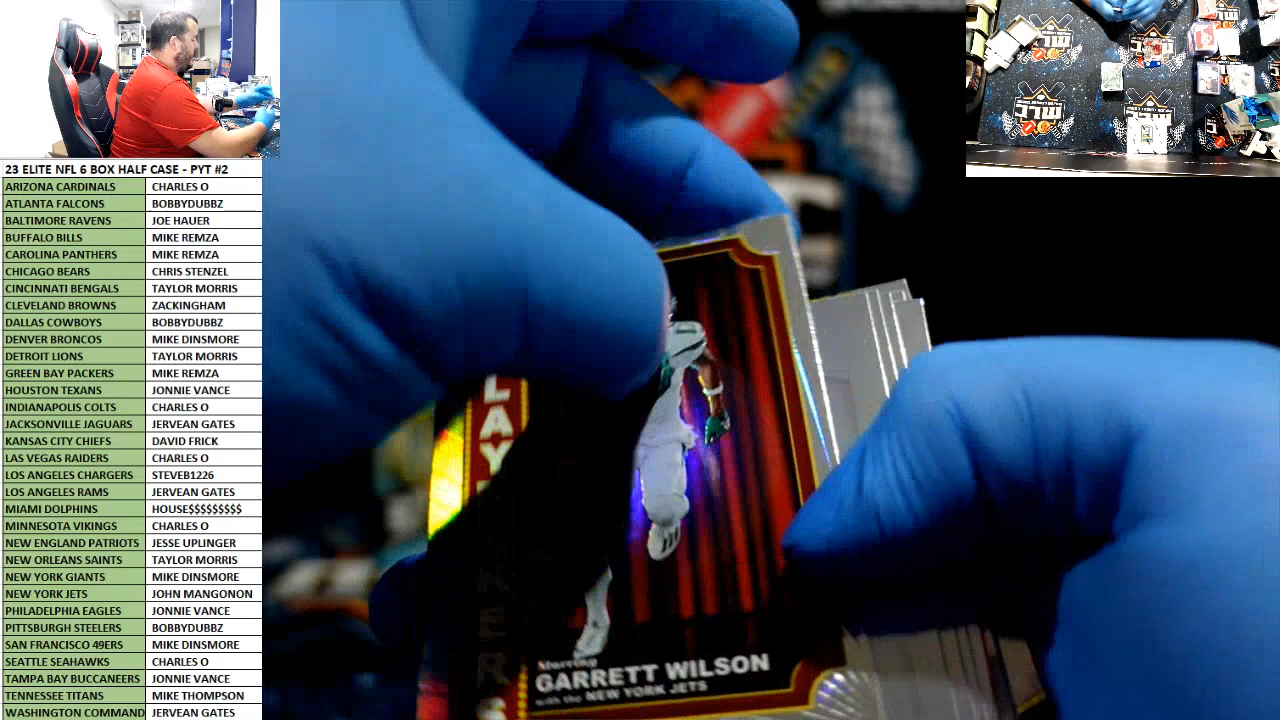 23 ELITE NFL 6 BOX HALF CASE - PYT #2
ARIZONA CARDINALS CHARLES O
ATLANTA FALCONS BOBBYDUBBZ
BALTIMORE RAVENS JOE HAUER
BUFFALO BILLS MIKE REMZA
CAROLINA PANTHERS MIKE REMZA
CHICAGO BEARS CHRIS STENZEL
CINCINNATI BENGALS TAYLOR MORRIS
CLEVELAND BROWNS ZACKINGHAM
DALLAS COWBOYS BOBBYDUBBZ
DENVER BRONCOS MIKE DINSMORE
DETROIT LIONS TAYLOR MORRIS
GREEN BAY PACKERS MIKE REMZA
HOUSTON TEXANS JONNIE VANCE
INDIANAPOLIS COLTS CHARLES O
JACKSONVILLE JAGUARS JERVEAN GATES
KANSAS CITY CHIEFS DAVID FRICK
LAS VEGAS RAIDERS CHARLES O
LOS ANGELES CHARGERS STEVEB1226
LOS ANGELES RAMS JERVEAN GATES
MIAMI DOLPHINS HOUSE$$$$$$$$$
MINNESOTA VIKINGS CHARLES O
NEW ENGLAND PATRIOTS JESSE UPLINGER
NEW ORLEANS SAINTS TAYLOR MORRIS
NEW YORK GIANTS MIKE DINSMORE
NEW YORK JETS JOHN MANGONON
PHILADELPHIA EAGLES JONNIE VANCE
PITTSBURGH STEELERS BOBBYDUBBZ
SAN FRANCISCO 49ERS MIKE DINSMORE
SEATTLE SEAHAWKS CHARLES O
TAMPA BAY BUCCANEERS JONNIE VANCE
TENNESSEE TITANS MIKE THOMPSON
WASHINGTON COMMAND JERVEAN GATES
LAY
Starring
GARRETT WILSON
with the NEW YORK JETS